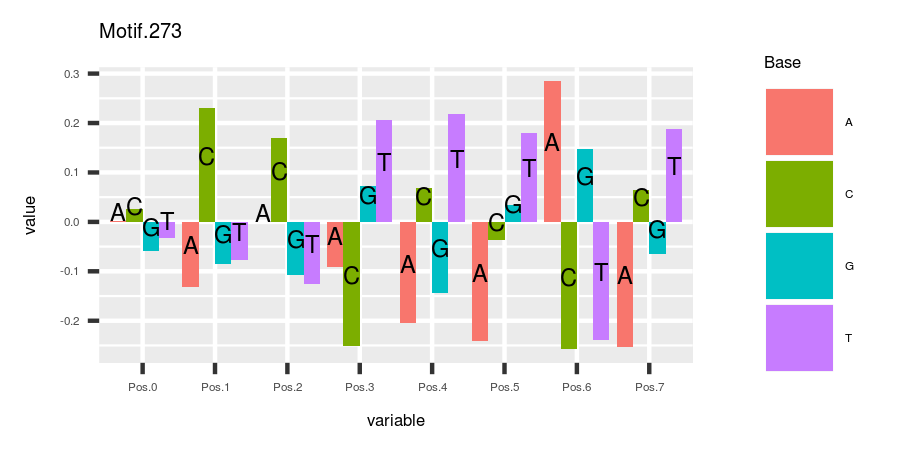 Motif.273
Base
value
0.3
0.2
0.1
0.0
-0.1
-0.2
A C G T
A C G T
A C G T
A C G T
A C G T
A C G T
A C G T
A C G T
Pos.0 Pos.1 Pos.2 Pos.3 Pos.4 Pos.5 Pos.6 Pos.7
variable
A
C
G
T